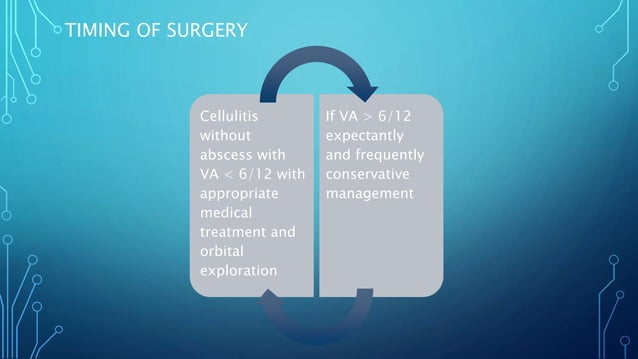 TIMING OF SURGERY
Cellulitis
without
abscess with
VA < 6/12 with
appropriate
medical
treatment and
orbital
exploration
If VA > 6/12
expectantly
and frequently
conservative
management